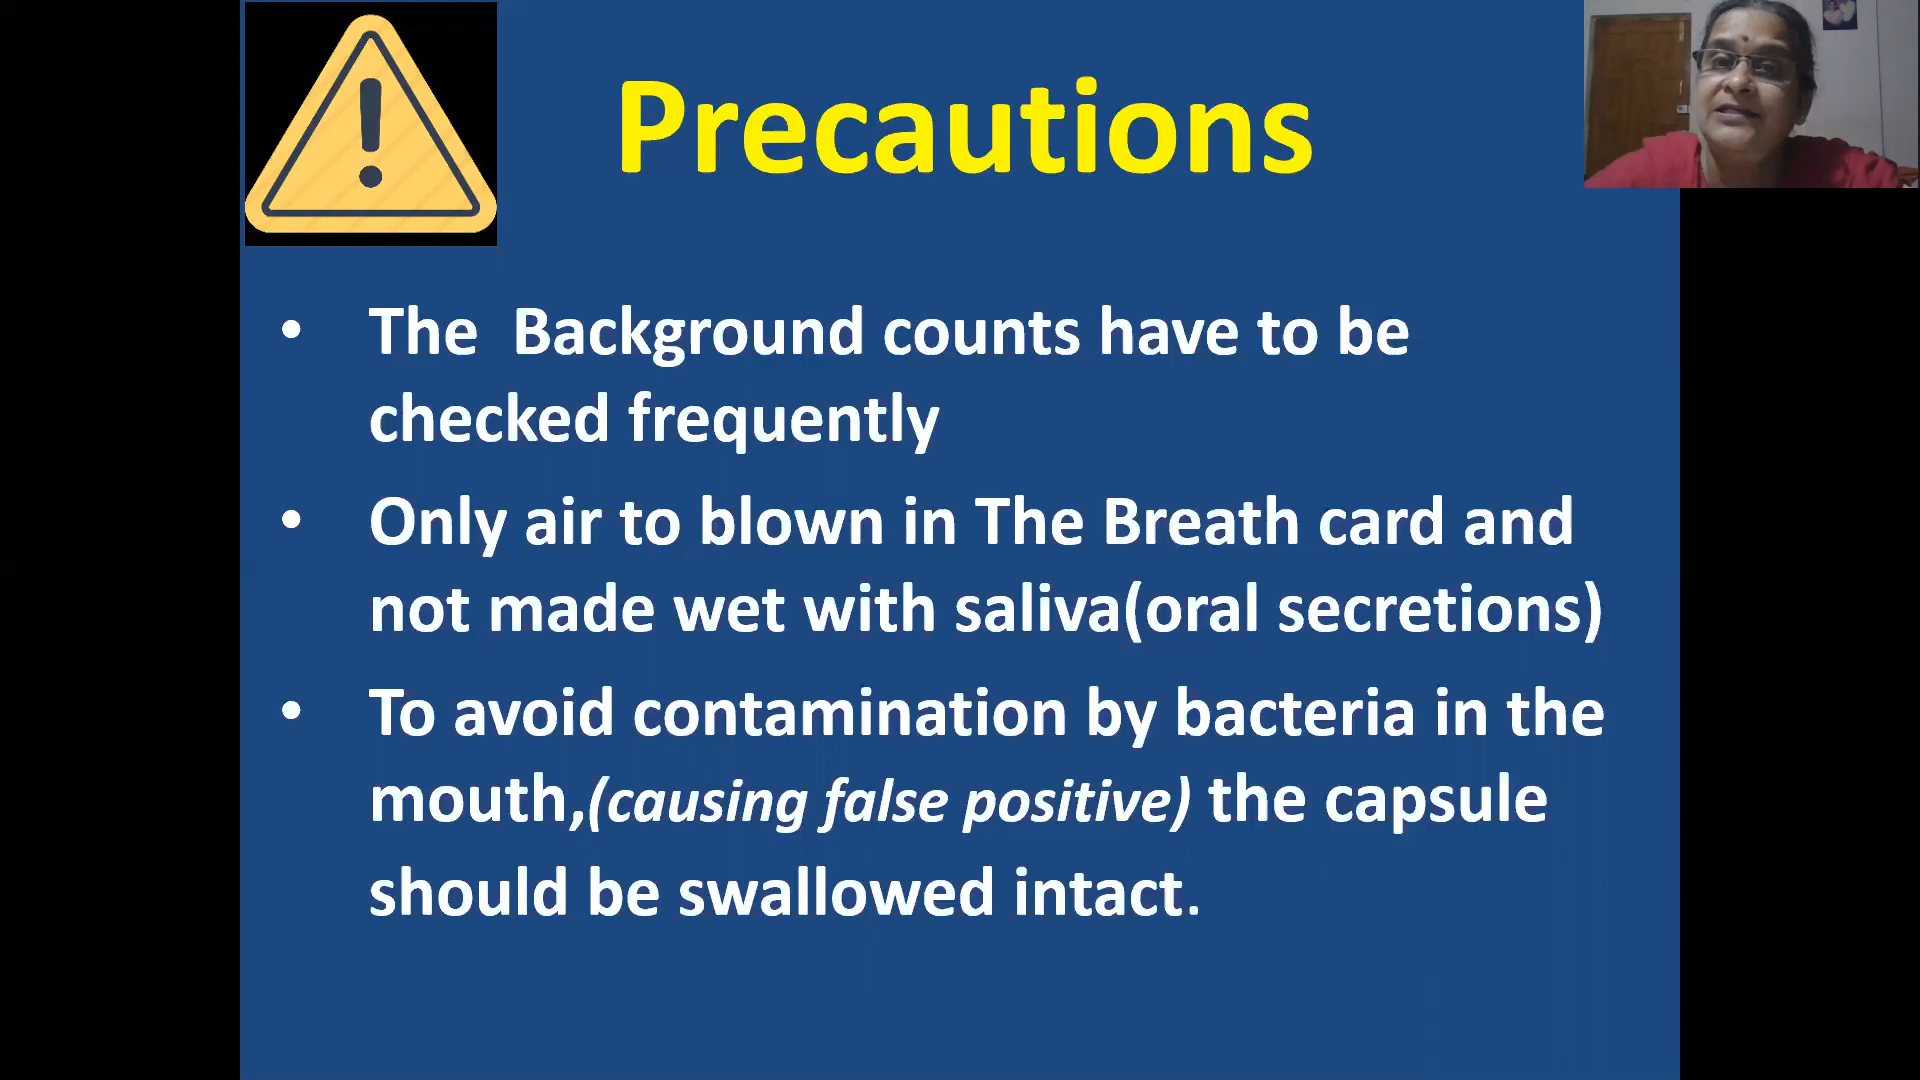 Precautions
• The Background counts have to be
checked frequently
• Only air to blown in The Breath card and
not made wet with saliva(oral secretions)
• To avoid contamination by bacteria in the
mouth,(causing false positive) the capsule
should be swallowed intact.